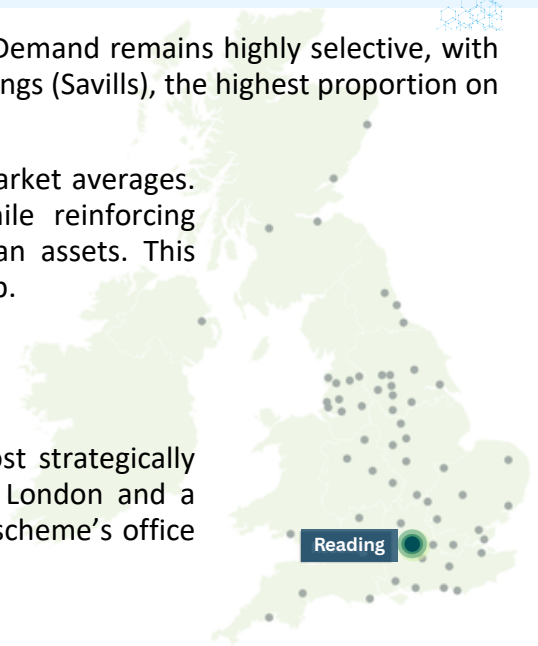 Demand remains highly selective, with
ngs (Savills), the highest proportion on
arket averages.
ile reinforcing
an assets. This
o.
ost strategically
London and a
scheme's office
Reading